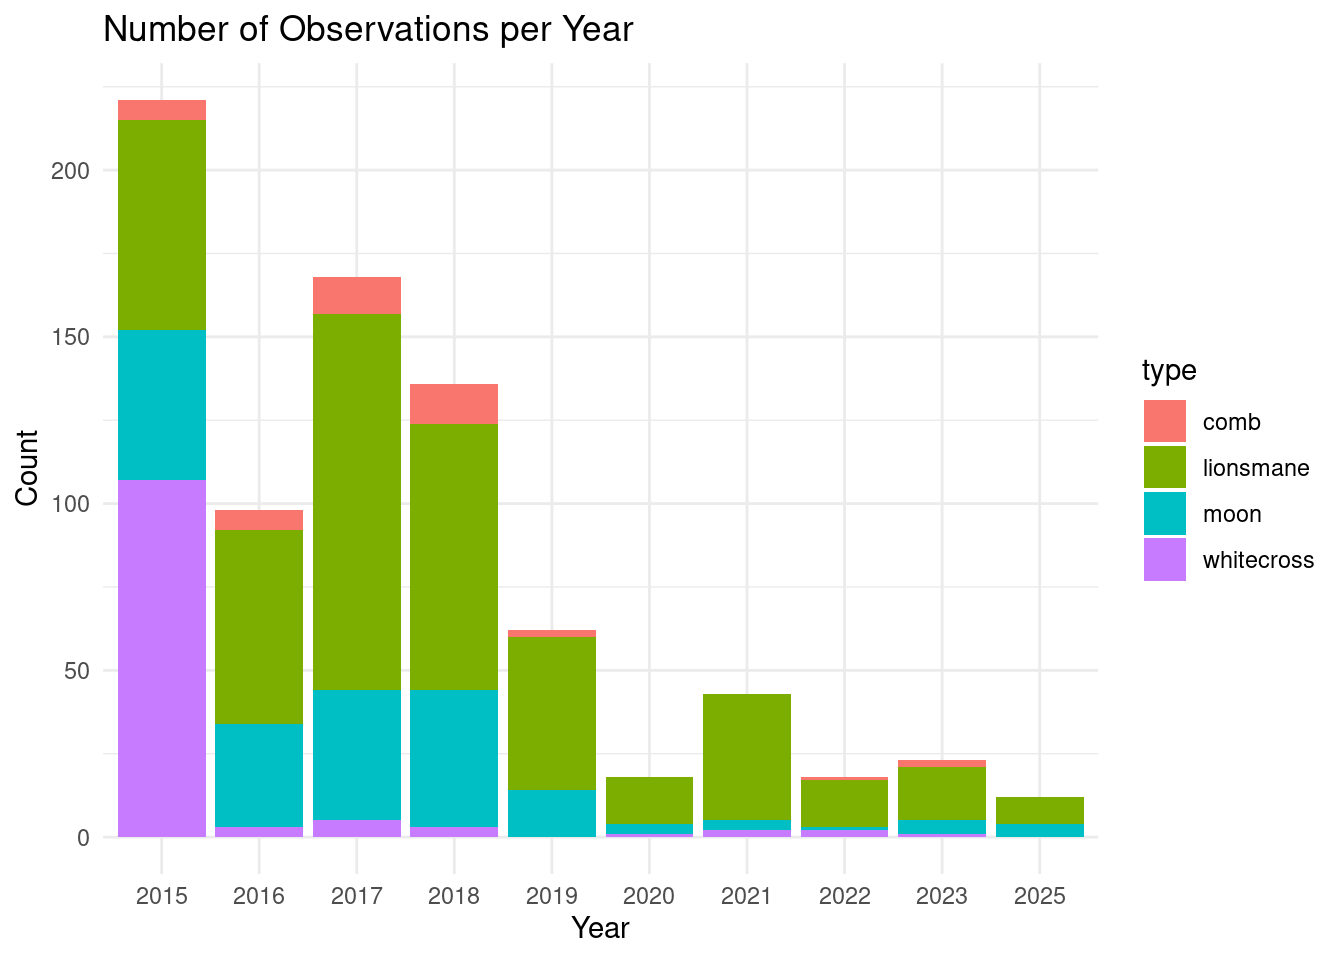 Number of Observations per Year
Count
200
150
100
50
0
2015 2016 2017 2018 2019 2020 2021 2022 2023 2025
Year
type
comb
lionsmane
moon
whitecross